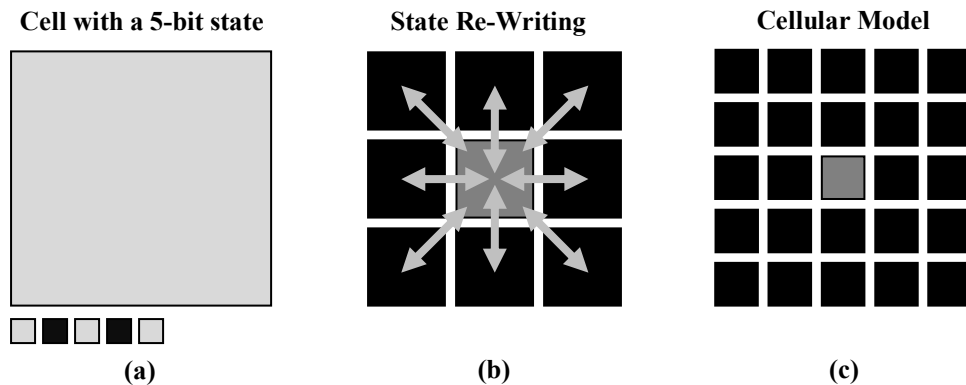 Cell with a 5-bit state
State Re-Writing
Cellular Model
(a)
(b)
(c)